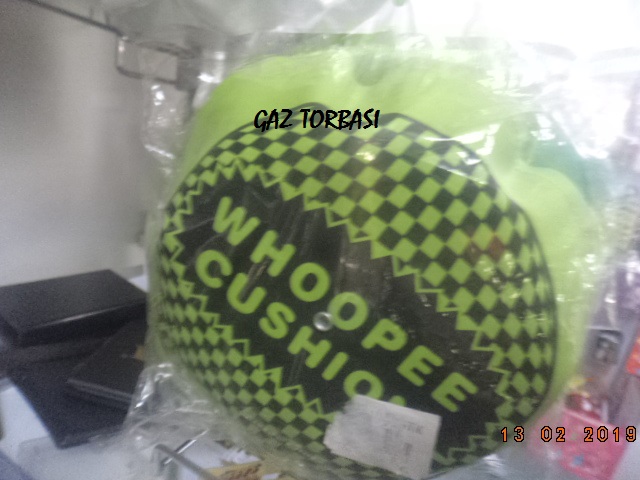 GAZ TORBASI
WHOOPEE
CUSHION
13 02 2019